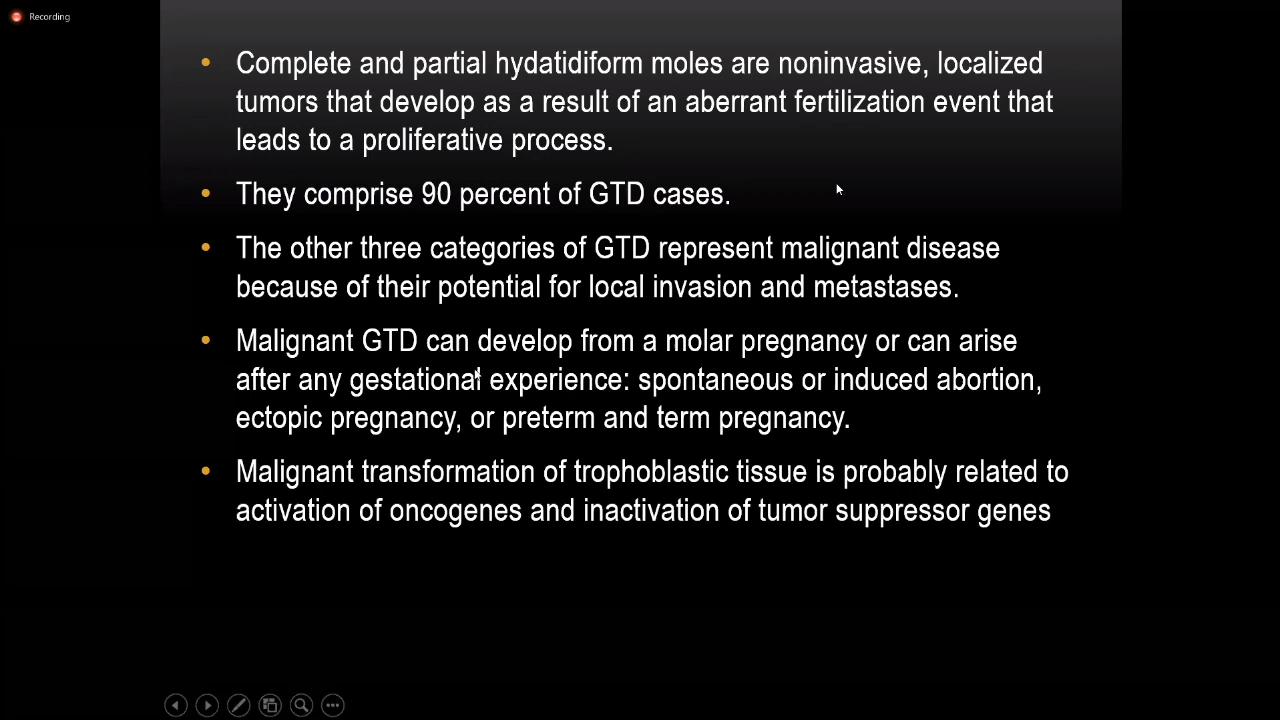 Recording
• Complete and partial hydatidiform moles are noninvasive, localized
tumors that develop as a result of an aberrant fertilization event that
leads to a proliferative process.
• They comprise 90 percent of GTD cases.
• The other three categories of GTD represent malignant disease
because of their potential for local invasion and metastases.
• Malignant GTD can develop from a molar pregnancy or can arise
after any gestational experience: spontaneous or induced abortion,
ectopic pregnancy, or preterm and term pregnancy.
• Malignant transformation of trophoblastic tissue is probably related to
activation of oncogenes and inactivation of tumor suppressor genes